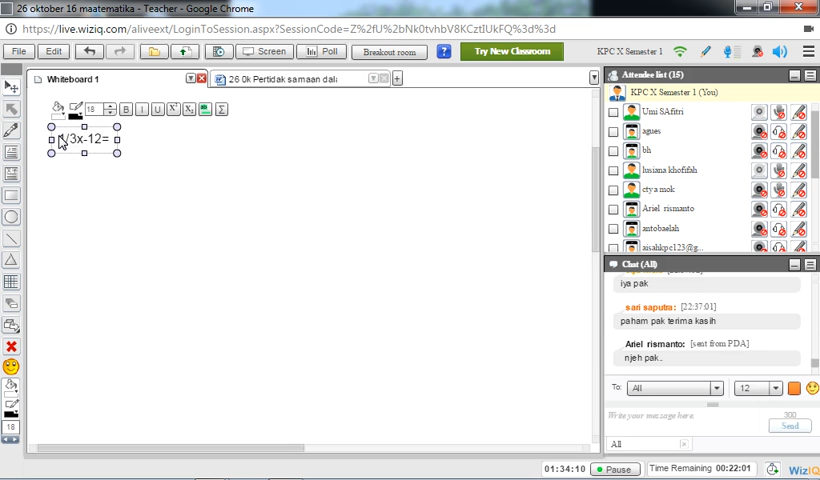 26 oktober 16 maatematika - Teacher - Google Chrome
https://live.wiziq.com/aliveext/LoginToSession.aspx?SessionCode=Z%2fU%2bNk0tvhbV8KCztIUkFQ%3d%3d
File
Edit
Screen
Poll
Breakout room
?
Try New Classroom
KPC X Semester 1
Whiteboard 1
26 0k Pertidak samaan dala
18
B
I
U
/3x-12=
18
Attendee list (15)
KPC X Semester 1 (You)
Umi SAfitri
agues
bh
lusiana khofifah
ctya mok
Ariel rismanto
antobaelah
aisahkpc123@g...
Chat (All)
iya pak
sari saputra: [22:37:01]
paham pak terima kasih
Ariel rismanto: [sent from PDA]
njeh pak..
To:
All
12
Write your message here.
300
Send
All
01:34:10
Pause
Time Remaining 00:22:01
WizIQ